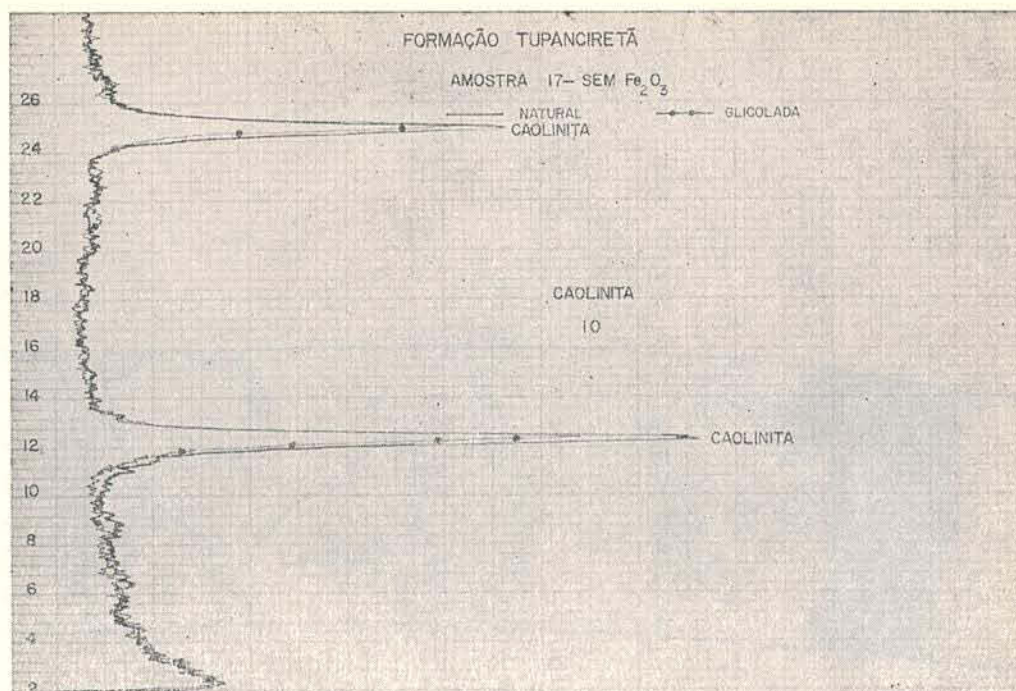 FORMAÇÃO TUPANCIRETÃ
AMOSTRA 17— SEM Fe₂O₃
NATURAL
GLICOLADA
26
CAOLINITA
24
22
20
18
CAOLINITA
10
16
14
12
CAOLINITA
10
8
6
4
2